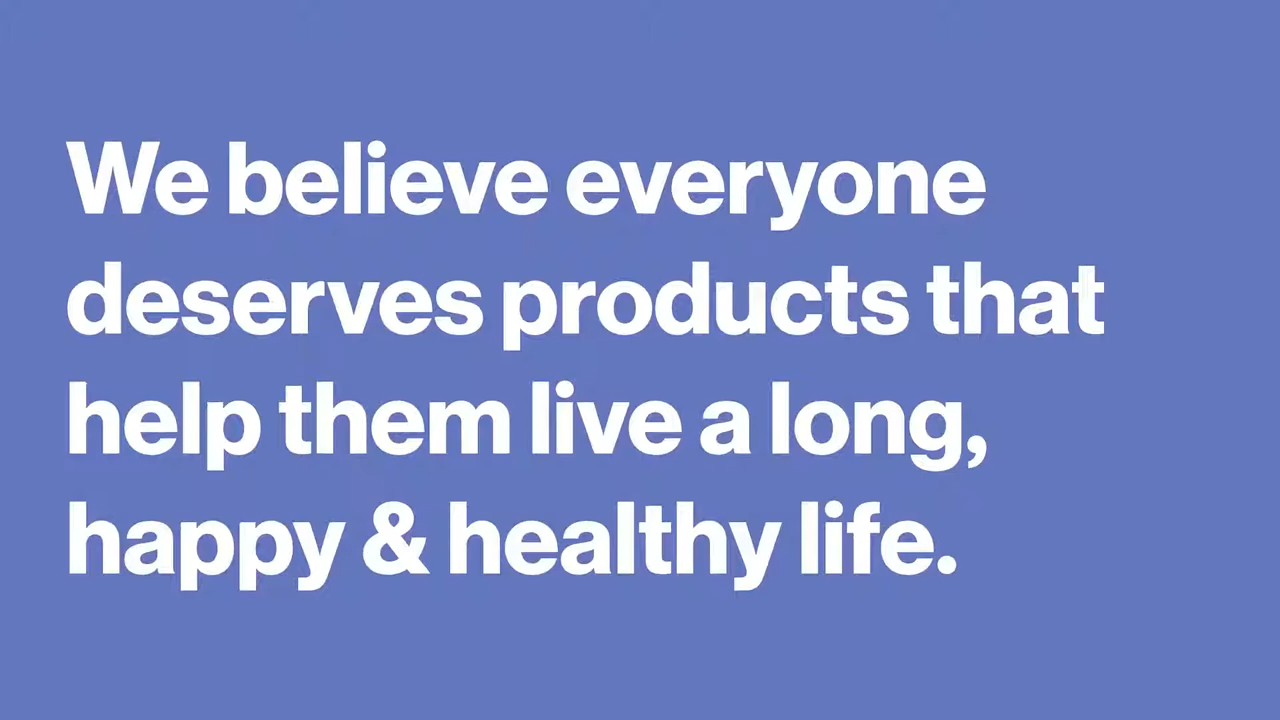 We believe everyone
deserves products that
help them live a long,
happy & healthy life.